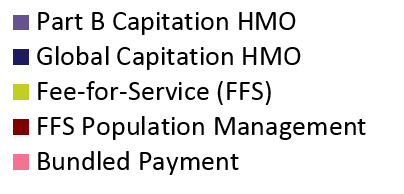 Part B Capitation HMO
Global Capitation HMO
Fee-for-Service (FFS)
FFS Population Management
Bundled Payment